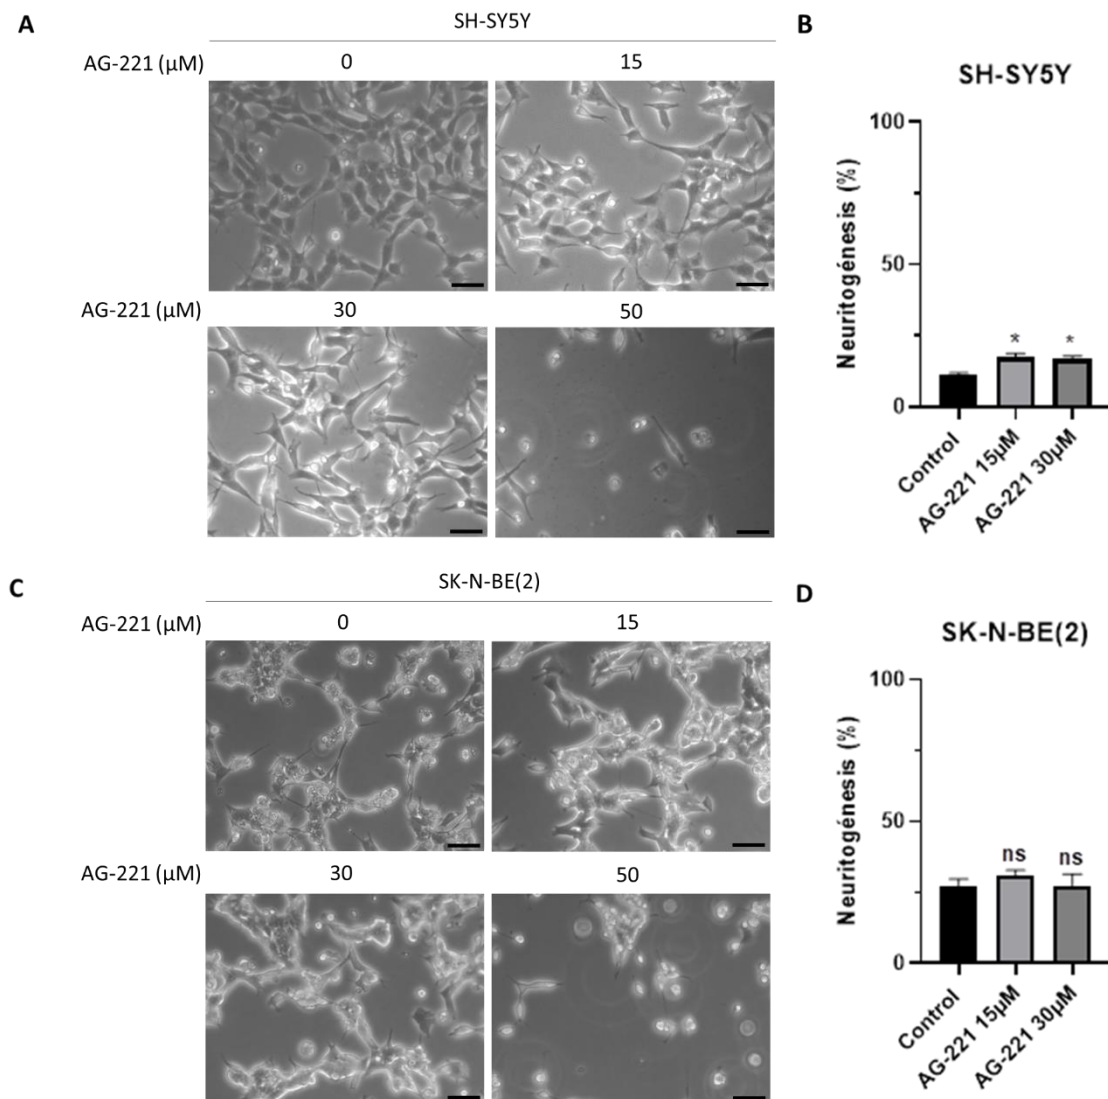 A
SH-SY5Y
AG-221 (µM)
0
15
AG-221 (µM)
30
50
B
SH-SY5Y
Neuritogénesis (%)
100
50
0
*
*
Control
AG-221 15µM
AG-221 30µM
C
SK-N-BE(2)
AG-221 (µM)
0
15
AG-221 (µM)
30
50
D
SK-N-BE(2)
Neuritogénesis (%)
100
50
0
ns
ns
Control
AG-221 15µM
AG-221 30µM